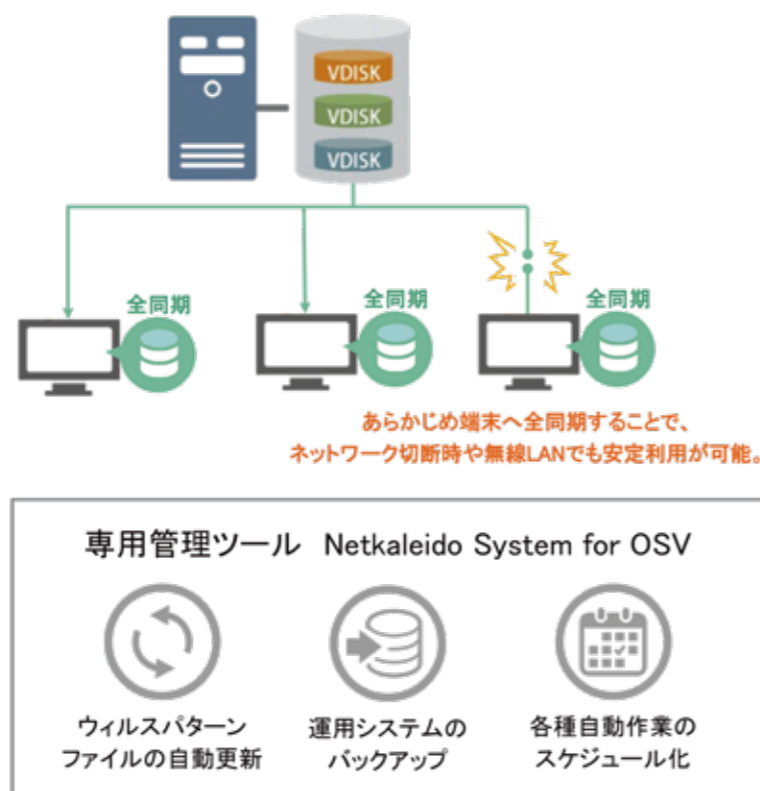 VDISK
VDISK
VDISK
全同期
全同期
全同期
あらかじめ端末へ全同期することで、
ネットワーク切断時や無線LANでも安定利用が可能。
専用管理ツール Netkaleido System for OSV
ウィルスパターン
ファイルの自動更新
運用システムの
バックアップ
各種自動作業の
スケジュール化